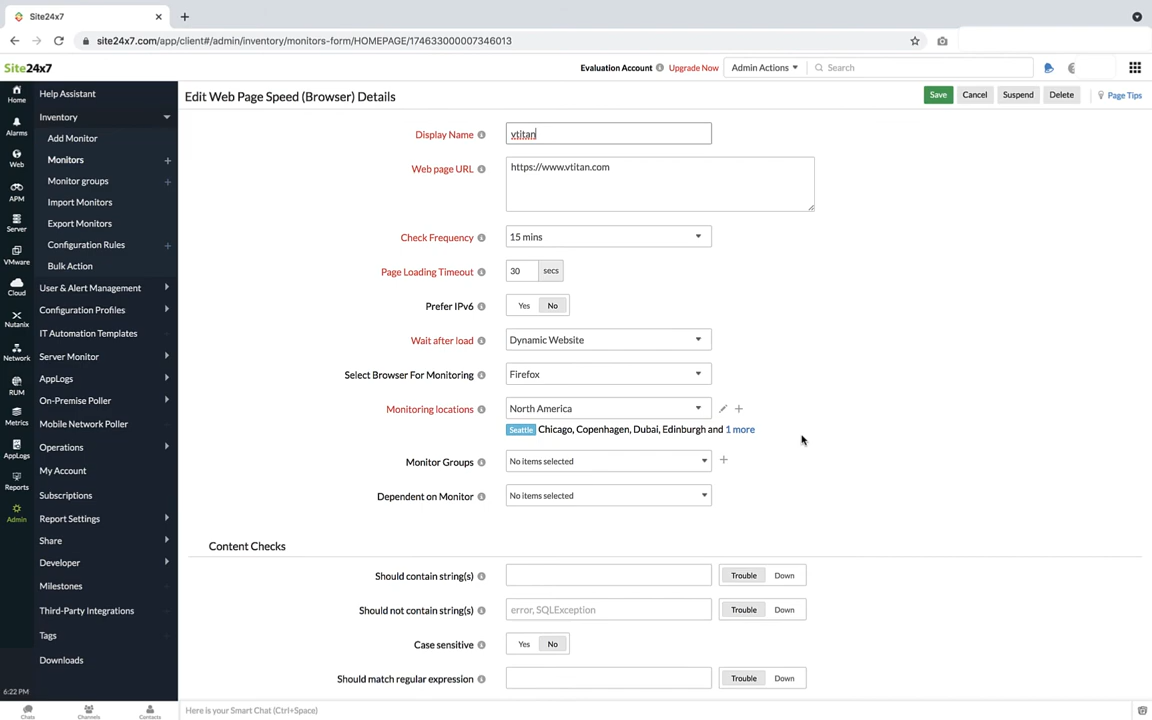 Site24x7
site24x7.com/app/client#/admin/inventory/monitors-form/HOMEPAGE/174633000007346013
Site24x7 Evaluation Account Upgrade Now Admin Actions Search
Home
Alarms
Web
APM
Server
VMware
Cloud
Nutanix
Network
RUM
Metrics
AppLogs
Reports
Admin
6:22 PM
Help Assistant
Inventory
Add Monitor
Monitors
Monitor groups
Import Monitors
Export Monitors
Configuration Rules
Bulk Action
User & Alert Management
Configuration Profiles
IT Automation Templates
Server Monitor
AppLogs
On-Premise Poller
Mobile Network Poller
Operations
My Account
Subscriptions
Report Settings
Share
Developer
Milestones
Third-Party Integrations
Tags
Downloads
Edit Web Page Speed (Browser) Details Save Cancel Suspend Delete Page Tips
Display Name vtitan
Web page URL https://www.vtitan.com
Check Frequency 15 mins
Page Loading Timeout 30 secs
Prefer IPv6 Yes No
Wait after load Dynamic Website
Select Browser For Monitoring Firefox
Monitoring locations North America
Seattle Chicago, Copenhagen, Dubai, Edinburgh and 1 more
Monitor Groups No items selected
Dependent on Monitor No items selected
Content Checks
Should contain string(s) Trouble Down
Should not contain string(s) error, SQLException Trouble Down
Case sensitive Yes No
Should match regular expression Trouble Down
Chats Channels Contacts Here is your Smart Chat (Ctrl+Space)